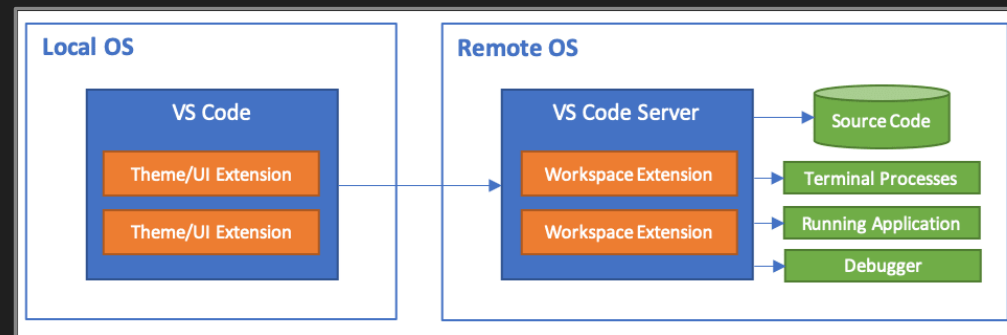 Local OS
VS Code
Theme/UI Extension
Theme/UI Extension
Remote OS
VS Code Server
Workspace Extension
Workspace Extension
Source Code
Terminal Processes
Running Application
Debugger